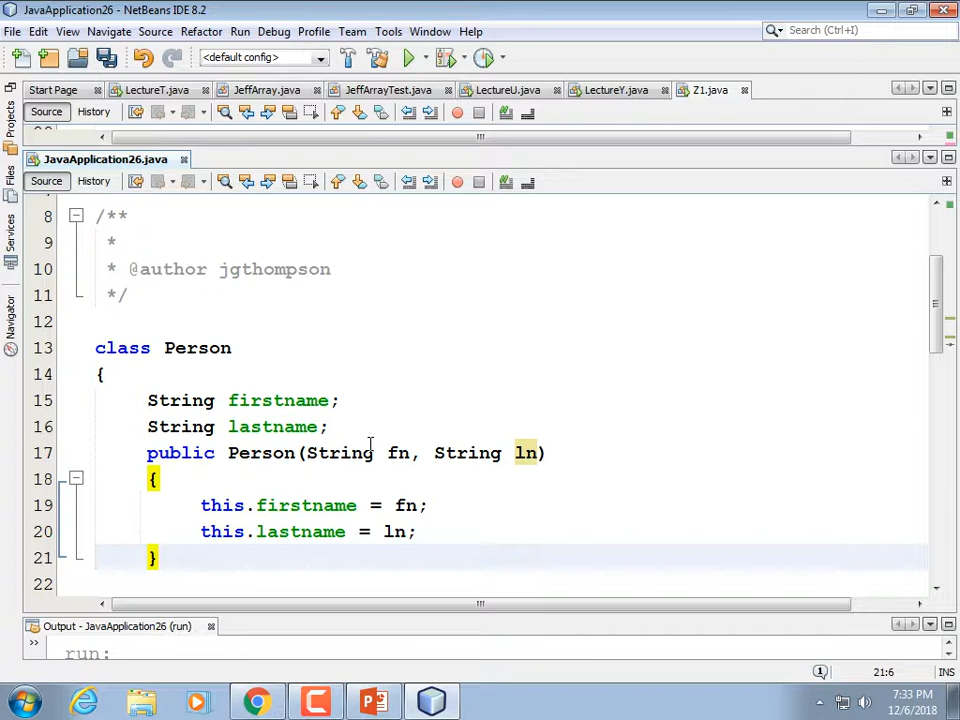 JavaApplication26 - NetBeans IDE 8.2
File Edit View Navigate Source Refactor Run Debug Profile Team Tools Window Help
Search (Ctrl+I)
<default config>
Start Page LectureT.java JeffArray.java JeffArrayTest.java LectureU.java LectureY.java Z1.java
Source History
JavaApplication26.java
Source History
Projects
Files
Services
Navigator
8 /**
9 *
10 * @author jgthompson
11 */
12
13 class Person
14 {
15 String firstname;
16 String lastname;
17 public Person(String fn, String ln)
18 {
19 this.firstname = fn;
20 this.lastname = ln;
21 }
22
Output - JavaApplication26 (run)
run:
21:6 INS
7:33 PM
12/6/2018